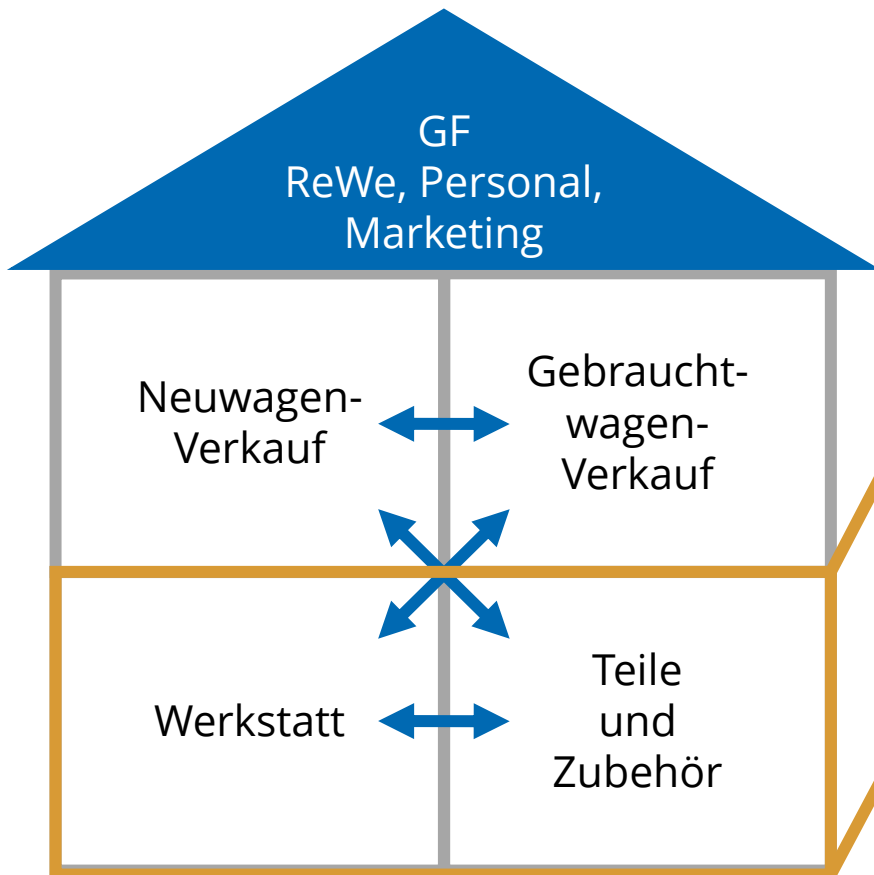 GF
ReWe, Personal,
Marketing
Neuwagen-
Verkauf
Gebraucht-
wagen-
Verkauf
Werkstatt
Teile
und
Zubehör